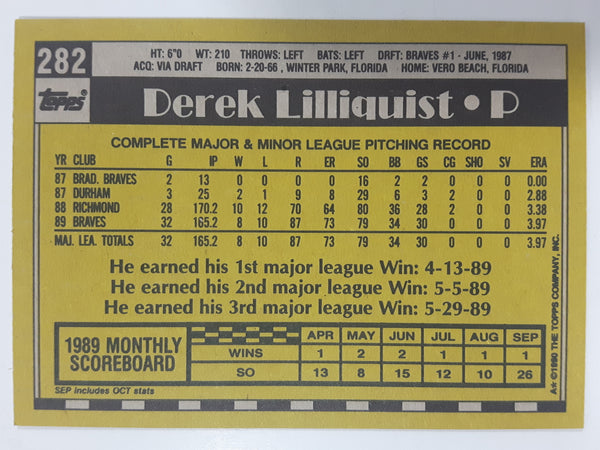 282 HT: 6"0 WT: 210 THROWS: LEFT BATS: LEFT DRFT: BRAVES #1 - JUNE, 1987
ACQ: VIA DRAFT BORN: 2-20-66 , WINTER PARK, FLORIDA HOME: VERO BEACH, FLORIDA
TOPPS® Derek Lilliquist • P
COMPLETE MAJOR & MINOR LEAGUE PITCHING RECORD
YR CLUB G IP W L R ER SO BB GS CG SHO SV ERA
87 BRAD. BRAVES 2 13 0 0 0 0 16 2 2 0 0 0 0.00
87 DURHAM 3 25 2 1 9 8 29 6 3 2 0 0 2.88
88 RICHMOND 28 170.2 10 12 70 64 80 36 28 2 0 0 3.38
89 BRAVES 32 165.2 8 10 87 73 79 34 30 0 0 0 3.97
MAJ. LEA. TOTALS 32 165.2 8 10 87 73 79 34 30 0 0 0 3.97
He earned his 1st major league Win: 4-13-89
He earned his 2nd major league Win: 5-5-89
He earned his 3rd major league Win: 5-29-89
1989 MONTHLY
SCOREBOARD
APR MAY JUN JUL AUG SEP
WINS 1 2 2 1 1 1
SO 13 8 15 12 10 26
SEP includes OCT stats
A★ ©1990 THE TOPPS COMPANY, INC.